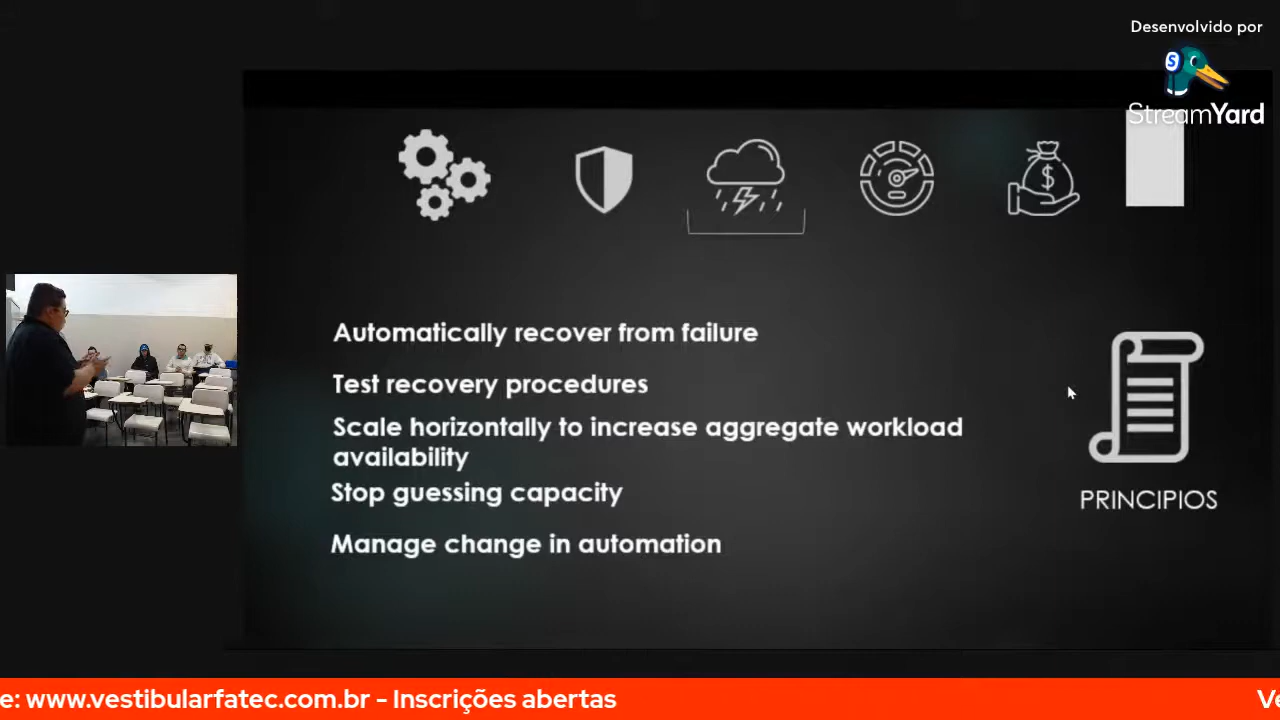 Desenvolvido por
StreamYard
Automatically recover from failure
Test recovery procedures
Scale horizontally to increase aggregate workload
availability
Stop guessing capacity
Manage change in automation
PRINCIPIOS
e: www.vestibularfatec.com.br - Inscrições abertas
Ve